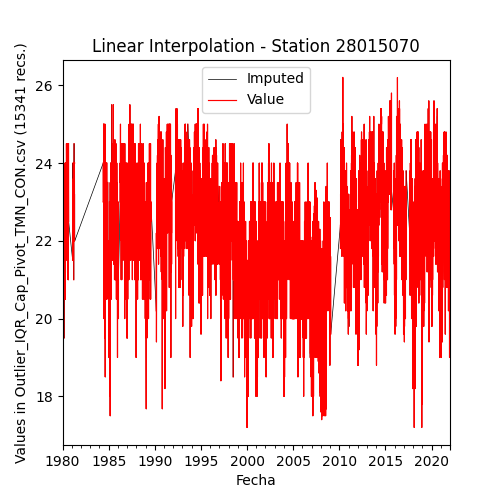 Linear Interpolation - Station 28015070
Values in Outlier_IQR_Cap_Pivot_TMN_CON.csv (15341 recs.)
Imputed
Value
26
24
22
20
18
1980 1985 1990 1995 2000 2005 2010 2015 2020
Fecha